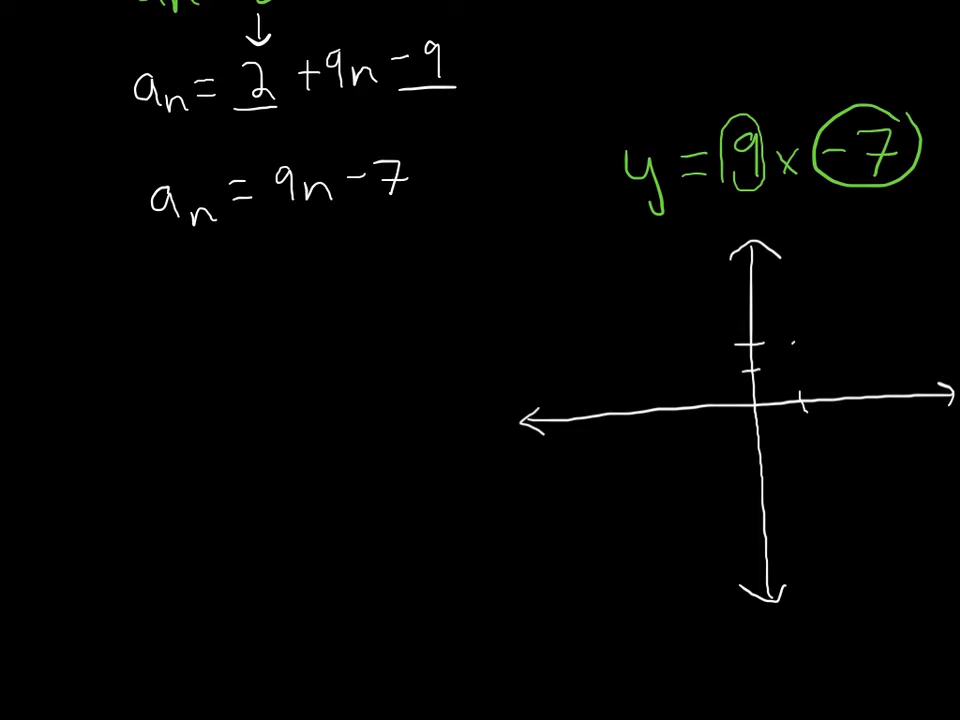 aₙ = 2 + 9n - 9
aₙ = 9n - 7
y = 9x - 7